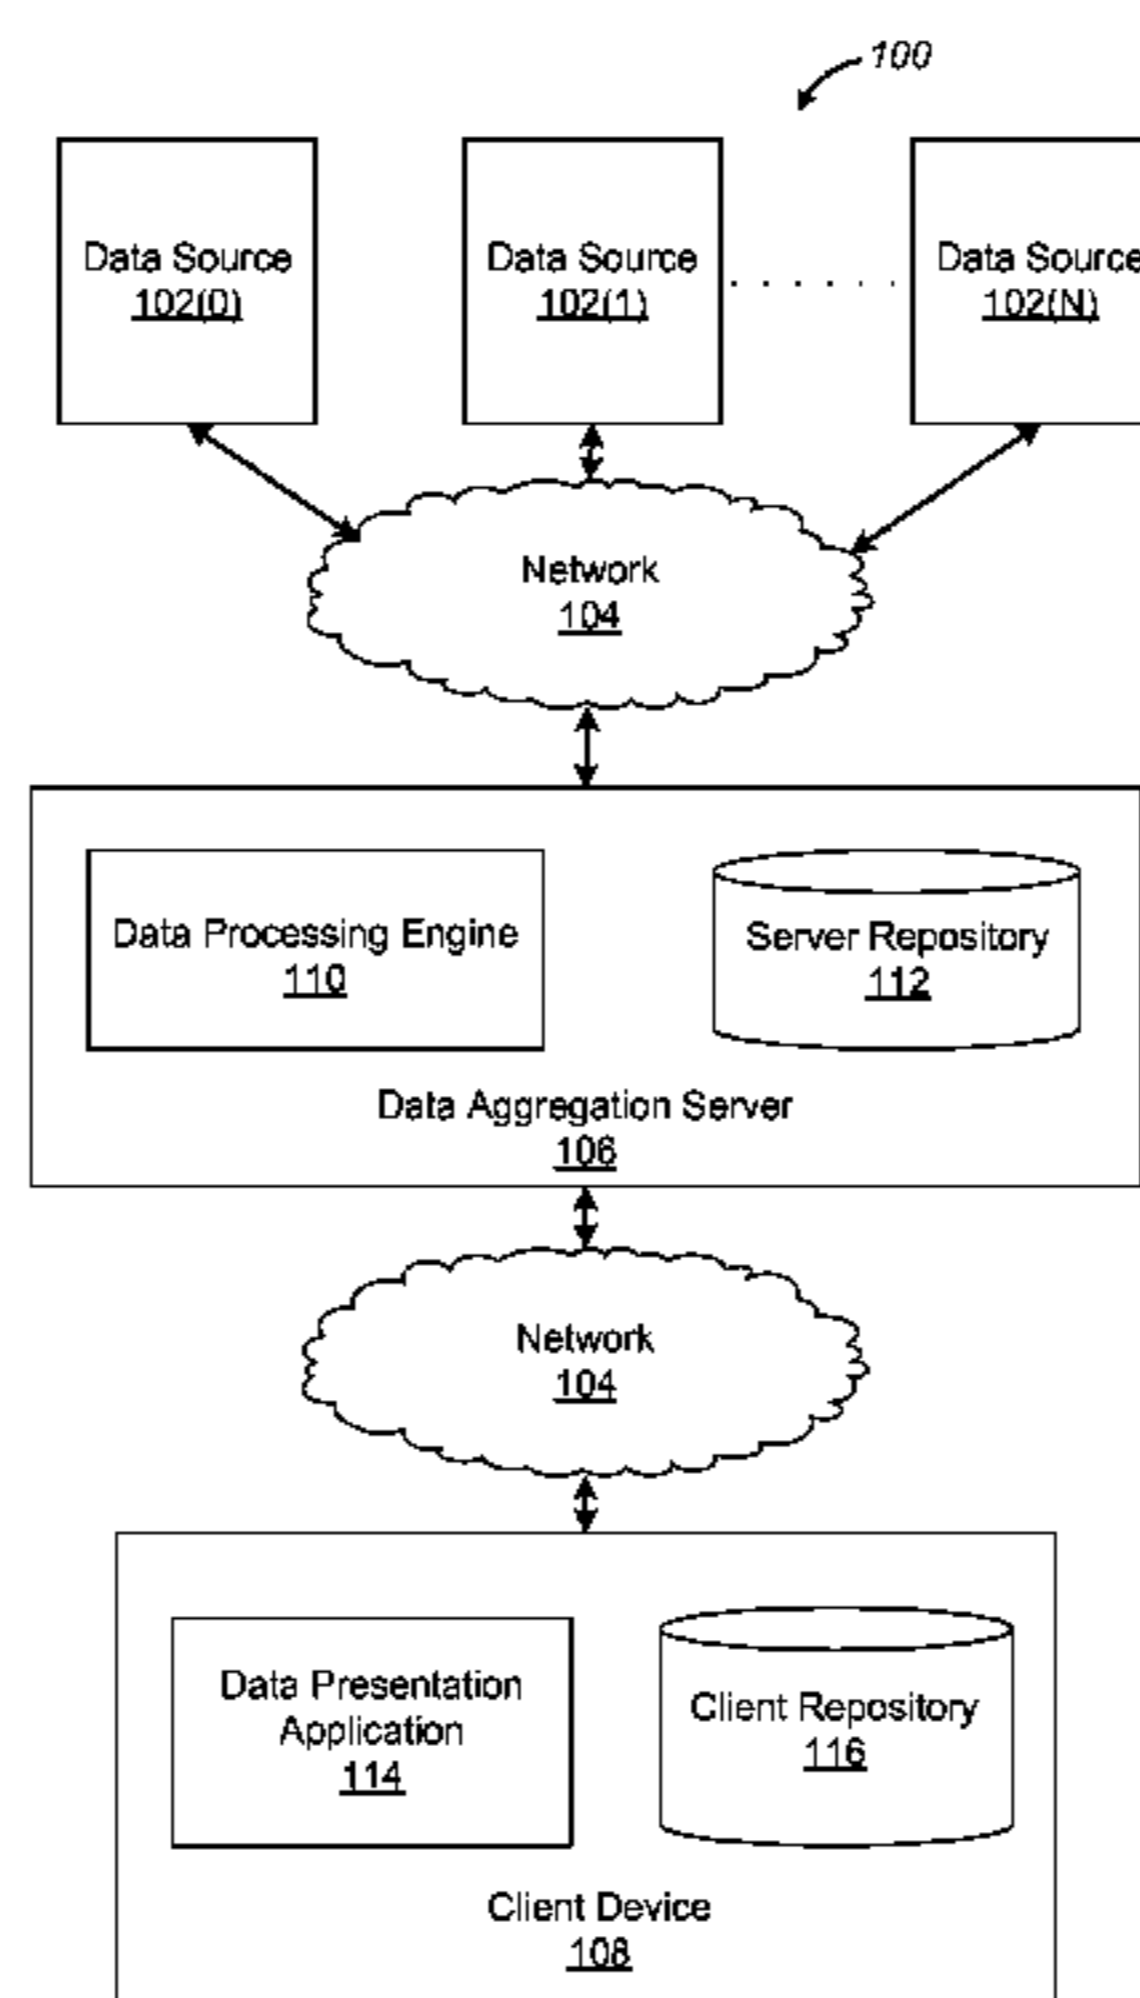 100
Data Source
102(0)
Data Source
102(1)
Data Source
102(N)
Network
104
Data Processing Engine
110
Server Repository
112
Data Aggregation Server
106
Network
104
Data Presentation
Application
114
Client Repository
116
Client Device
108